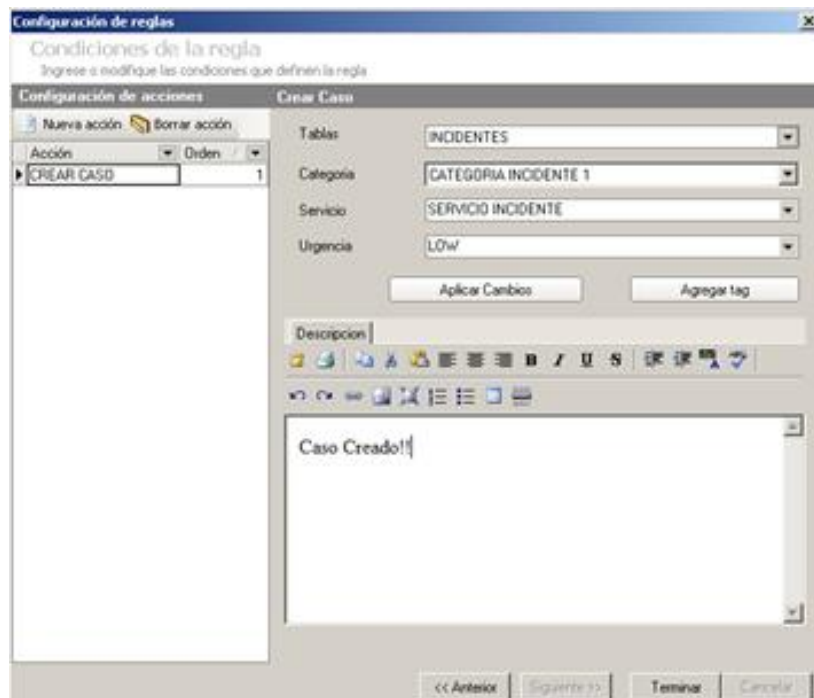 Configuración de reglas
Condiciones de la regla
Ingrese o modifique las condiciones que definen la regla
Configuración de acciones
Nueva acción Borrar acción
Acción Orden
CREAR CASO 1
Crear Caso
Tablas INCIDENTES
Categoria CATEGORIA INCIDENTE 1
Servicio SERVICIO INCIDENTE
Urgencia LOW
Aplicar Cambios Agregar tag
Descripcion
B I U S
Caso Creado!!
<< Anterior Siguiente >> Terminar Cancelar